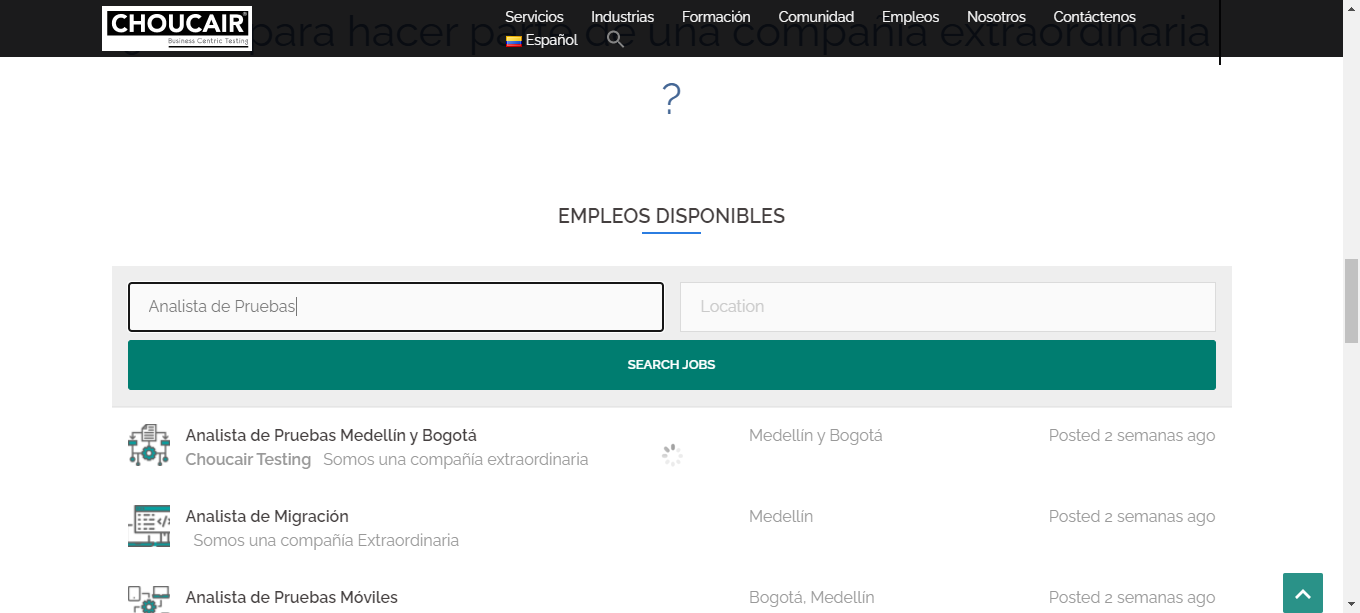 CHOUCAIR
Business Centric Testing
Servicios Industrias Formación Comunidad Empleos Nosotros Contáctenos
Español
para hacer parte de una compañía extraordinaria
?
EMPLEOS DISPONIBLES
Analista de Pruebas Location
SEARCH JOBS
Analista de Pruebas Medellín y Bogotá Medellín y Bogotá Posted 2 semanas ago
Choucair Testing Somos una compañía extraordinaria
Analista de Migración Medellín Posted 2 semanas ago
Somos una compañía Extraordinaria
Analista de Pruebas Móviles Bogotá, Medellín Posted 2 semanas ago